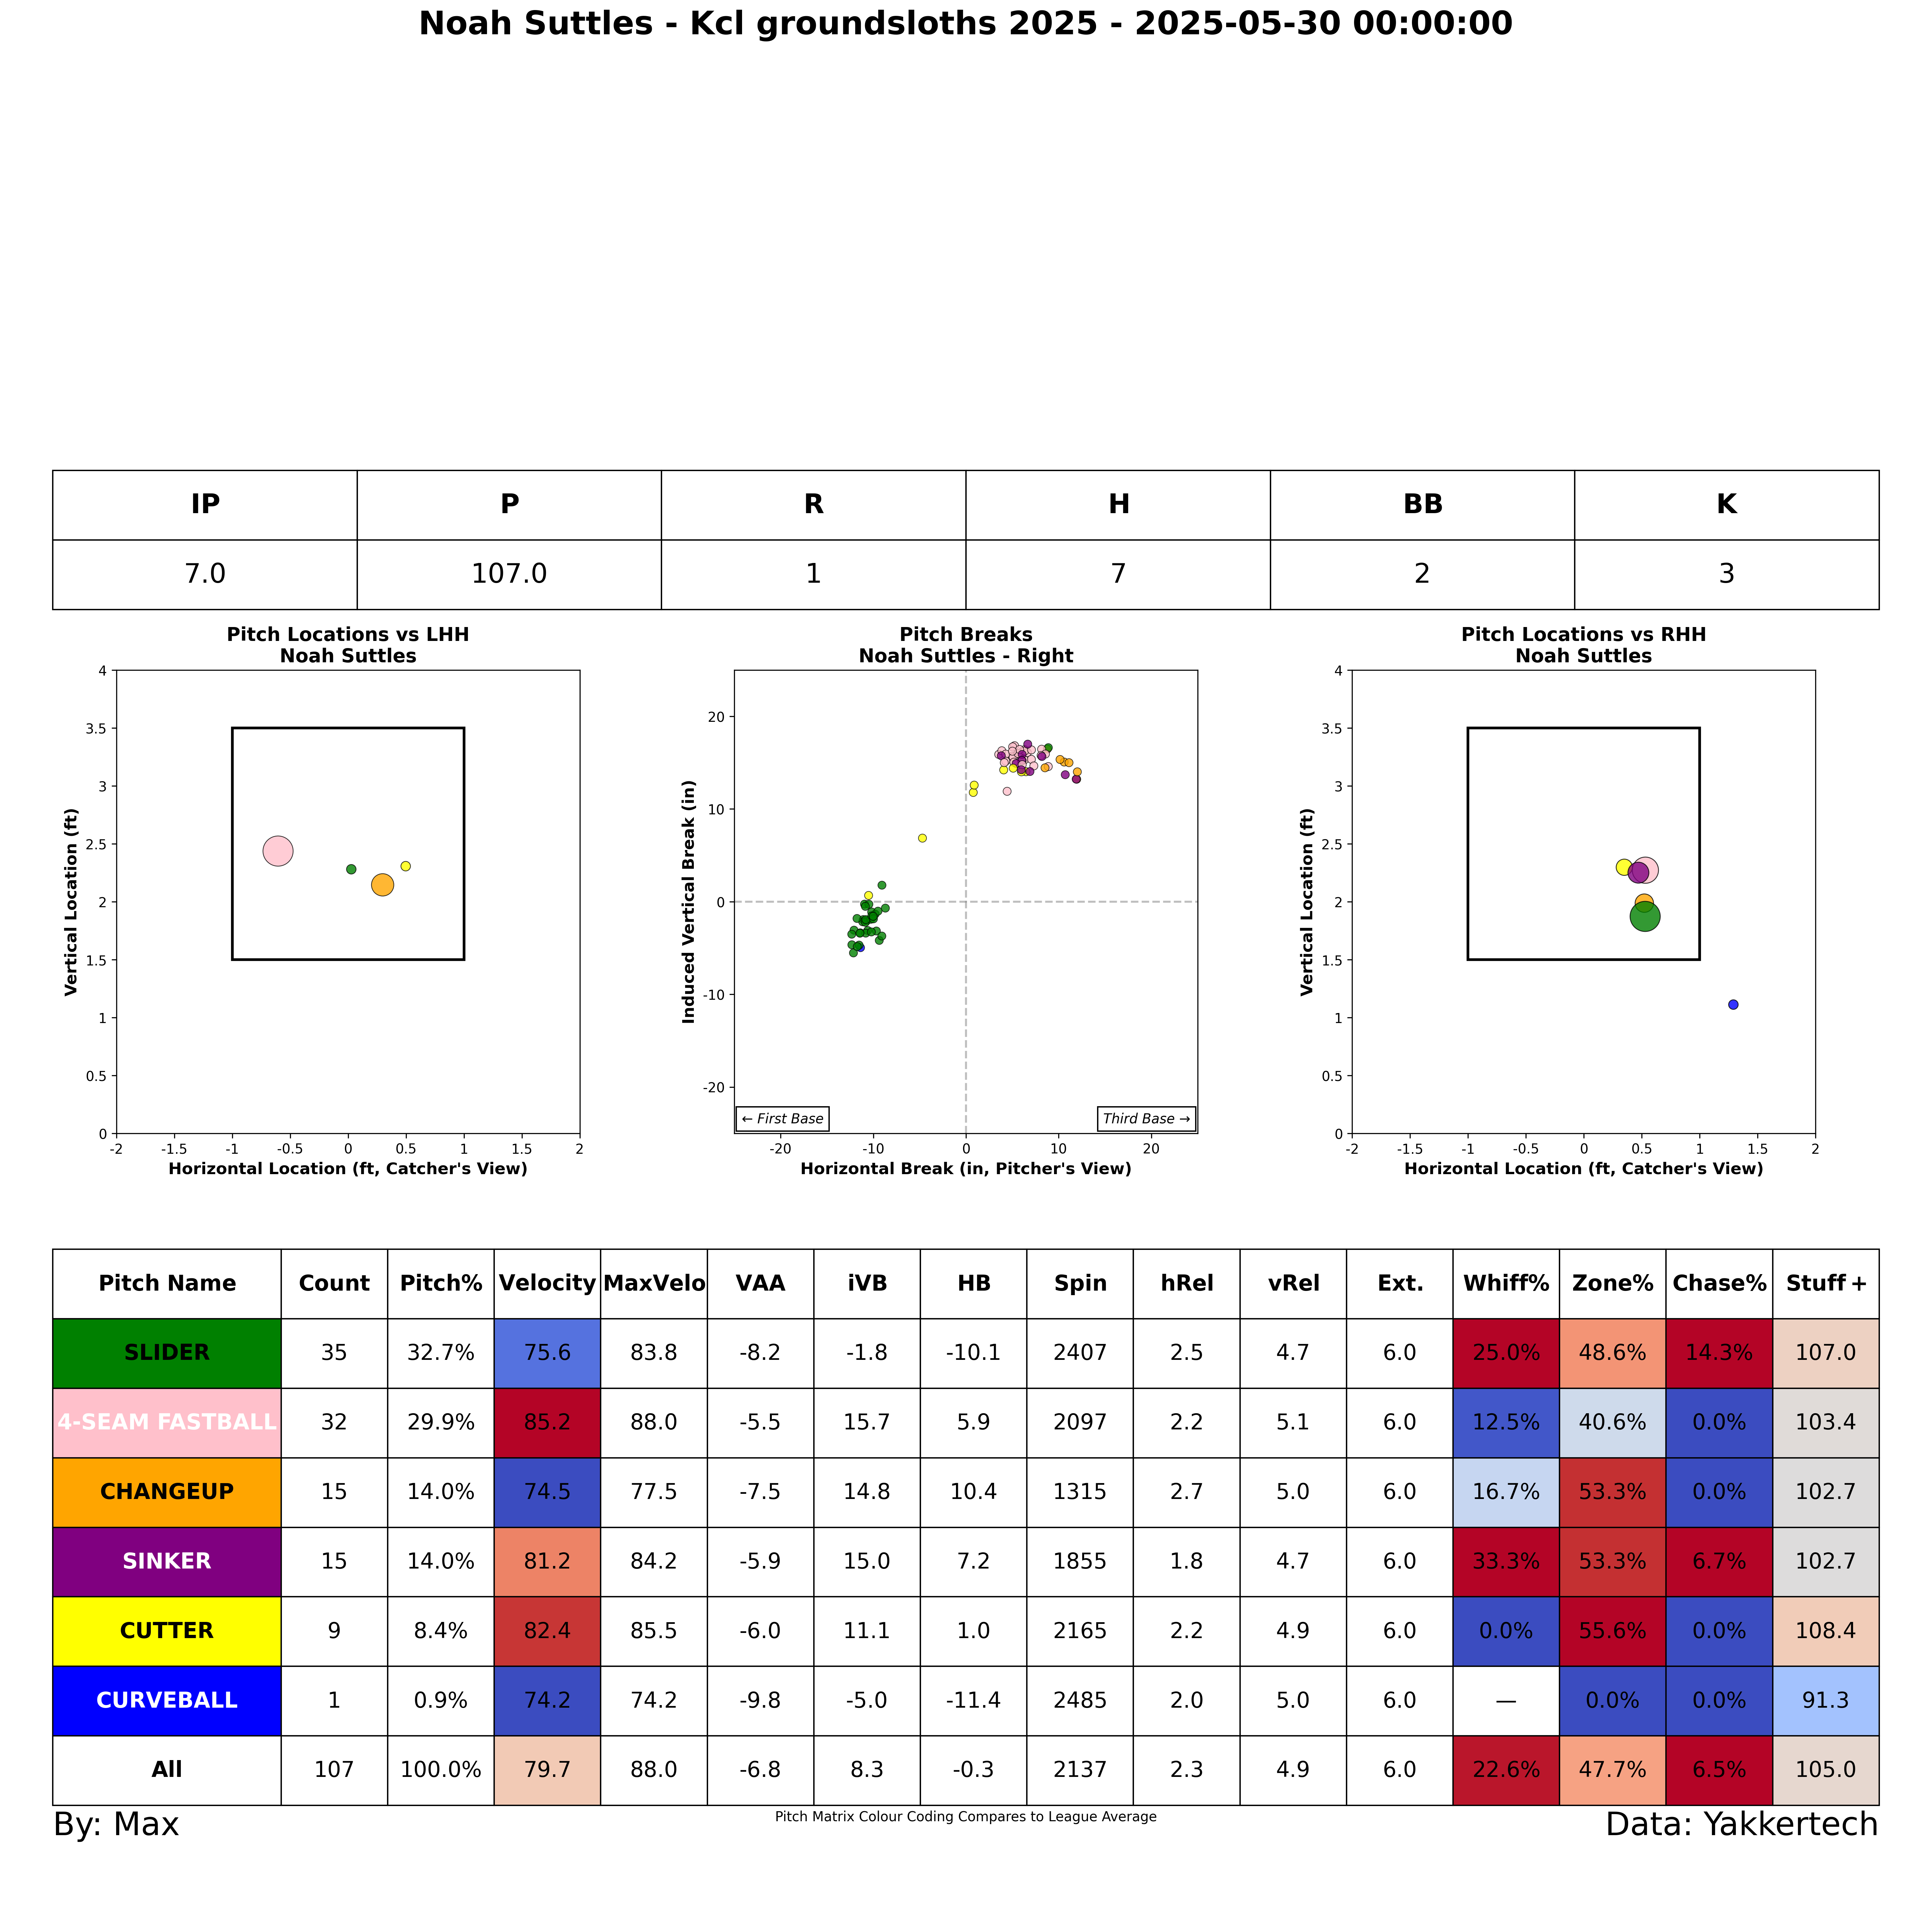 Noah Suttles - Kcl groundsloths 2025 - 2025-05-30 00:00:00
IP P R H BB K
7.0 107.0 1 7 2 3
Pitch Locations vs LHH
Noah Suttles
4
3.5
3
2.5
2
1.5
1
0.5
0
-2 -1.5 -1 -0.5 0 0.5 1 1.5 2
Vertical Location (ft)
Horizontal Location (ft, Catcher's View)
Pitch Breaks
Noah Suttles - Right
20
10
0
-10
-20
← First Base
Third Base →
-20 -10 0 10 20
Induced Vertical Break (in)
Horizontal Break (in, Pitcher's View)
Pitch Locations vs RHH
Noah Suttles
4
3.5
3
2.5
2
1.5
1
0.5
0
-2 -1.5 -1 -0.5 0 0.5 1 1.5 2
Vertical Location (ft)
Horizontal Location (ft, Catcher's View)
Pitch Name Count Pitch% Velocity MaxVelo VAA iVB HB Spin hRel vRel Ext. Whiff% Zone% Chase% Stuff+
SLIDER 35 32.7% 75.6 83.8 -8.2 -1.8 -10.1 2407 2.5 4.7 6.0 25.0% 48.6% 14.3% 107.0
4-SEAM FASTBALL 32 29.9% 85.2 88.0 -5.5 15.7 5.9 2097 2.2 5.1 6.0 12.5% 40.6% 0.0% 103.4
CHANGEUP 15 14.0% 74.5 77.5 -7.5 14.8 10.4 1315 2.7 5.0 6.0 16.7% 53.3% 0.0% 102.7
SINKER 15 14.0% 81.2 84.2 -5.9 15.0 7.2 1855 1.8 4.7 6.0 33.3% 53.3% 6.7% 102.7
CUTTER 9 8.4% 82.4 85.5 -6.0 11.1 1.0 2165 2.2 4.9 6.0 0.0% 55.6% 0.0% 108.4
CURVEBALL 1 0.9% 74.2 74.2 -9.8 -5.0 -11.4 2485 2.0 5.0 6.0 — 0.0% 0.0% 91.3
All 107 100.0% 79.7 88.0 -6.8 8.3 -0.3 2137 2.3 4.9 6.0 22.6% 47.7% 6.5% 105.0
By: Max
Pitch Matrix Colour Coding Compares to League Average
Data: Yakkertech